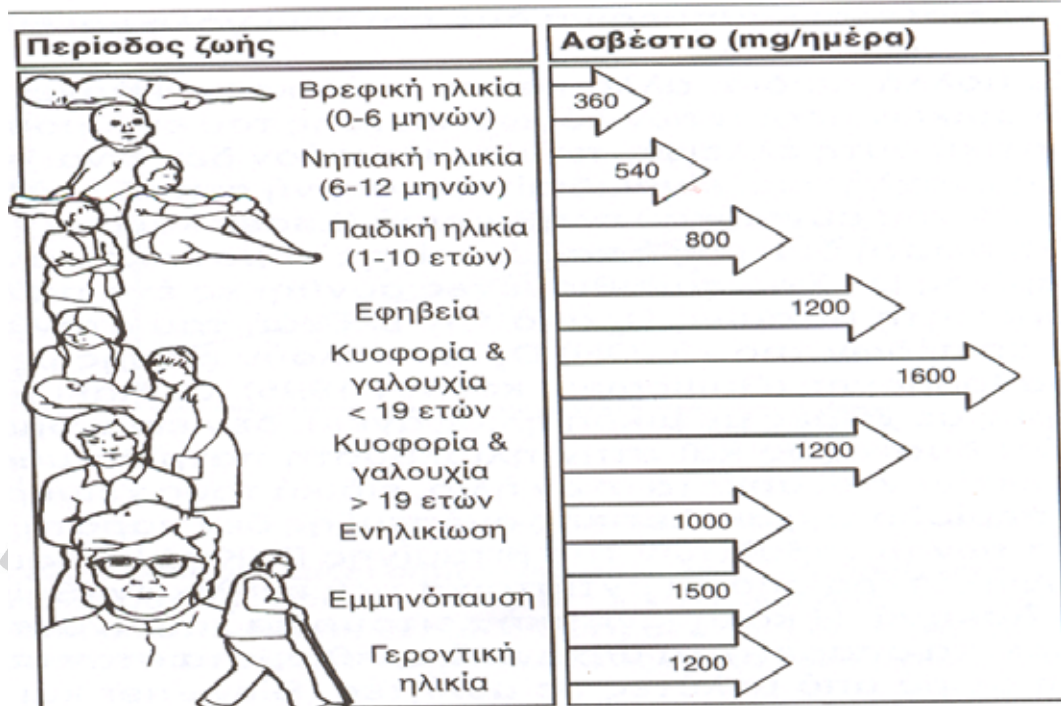 Περίοδος ζωής
Ασβέστιο (mg/ημέρα)
Βρεφική ηλικία
(0-6 μηνών)
360
Νηπιακή ηλικία
(6-12 μηνών)
540
Παιδική ηλικία
(1-10 ετών)
800
Εφηβεία
1200
Κυοφορία &
γαλουχία
< 19 ετών
1600
Κυοφορία &
γαλουχία
> 19 ετών
1200
Ενηλικίωση
1000
Εμμηνόπαυση
1500
Γεροντική
ηλικία
1200